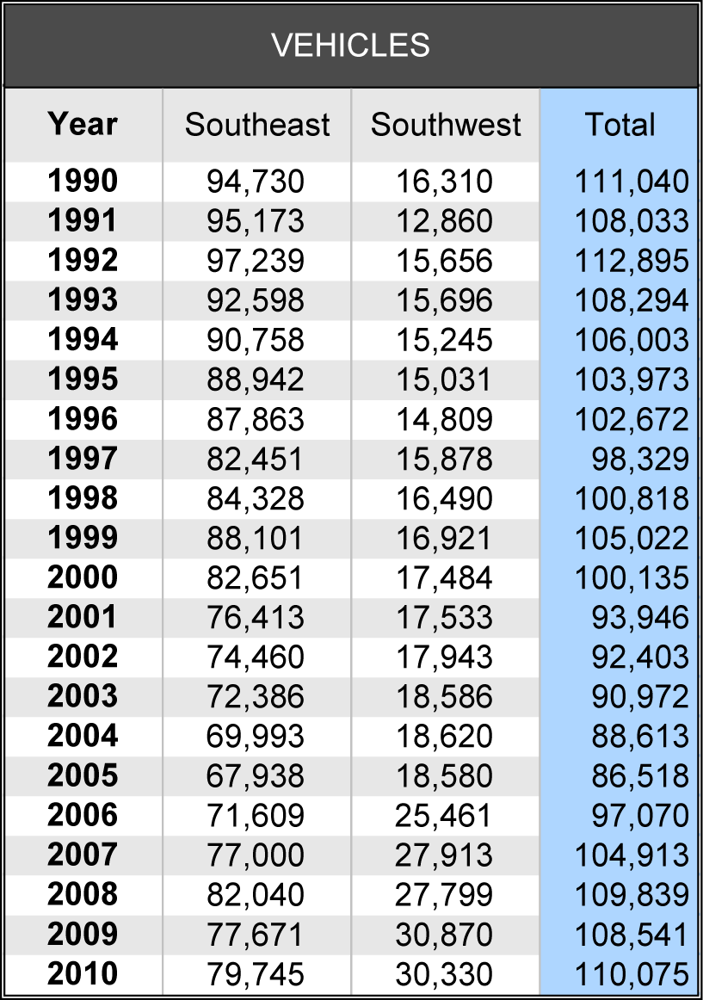 VEHICLES
Year Southeast Southwest Total
1990 94,730 16,310 111,040
1991 95,173 12,860 108,033
1992 97,239 15,656 112,895
1993 92,598 15,696 108,294
1994 90,758 15,245 106,003
1995 88,942 15,031 103,973
1996 87,863 14,809 102,672
1997 82,451 15,878 98,329
1998 84,328 16,490 100,818
1999 88,101 16,921 105,022
2000 82,651 17,484 100,135
2001 76,413 17,533 93,946
2002 74,460 17,943 92,403
2003 72,386 18,586 90,972
2004 69,993 18,620 88,613
2005 67,938 18,580 86,518
2006 71,609 25,461 97,070
2007 77,000 27,913 104,913
2008 82,040 27,799 109,839
2009 77,671 30,870 108,541
2010 79,745 30,330 110,075